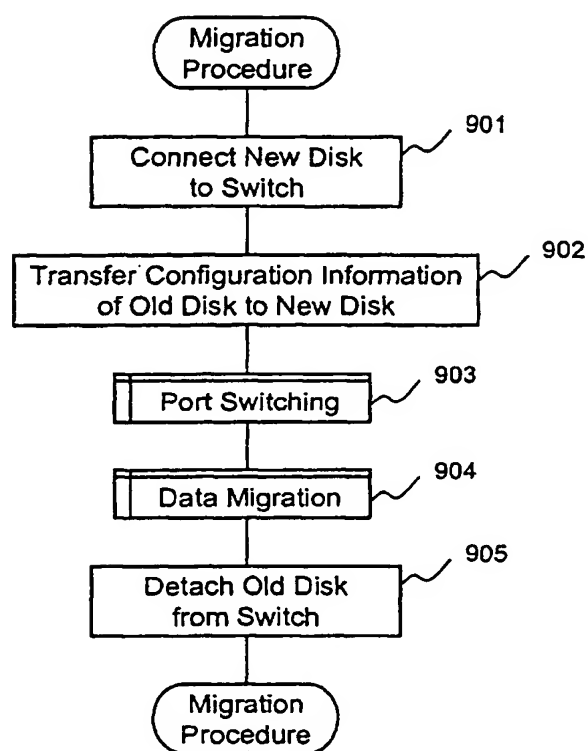 Migration
Procedure
901
Connect New Disk
to Switch
902
Transfer Configuration Information
of Old Disk to New Disk
903
Port Switching
904
Data Migration
905
Detach Old Disk
from Switch
Migration
Procedure